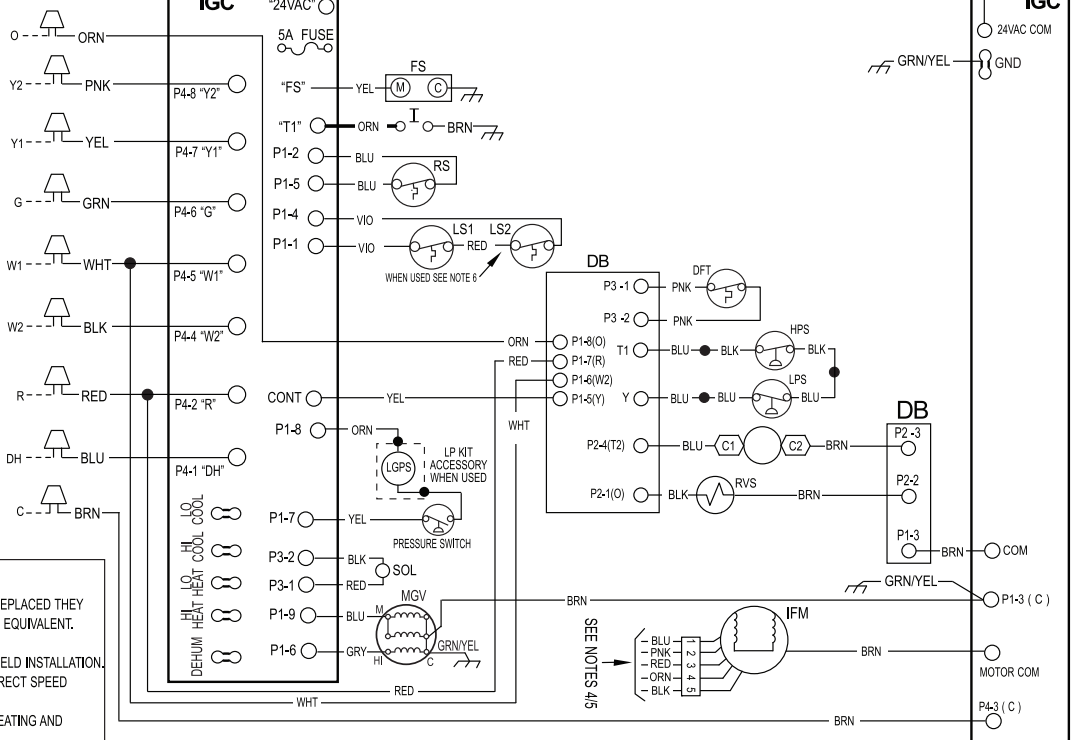 IGC
"24VAC"
IGC
24VAC COM
5A FUSE
GRN/YEL
GND
O
ORN
Y2
PNK
P4-8 "Y2"
"FS"
YEL
FS
M
C
"T1"
ORN
I
BRN
Y1
YEL
P4-7 "Y1"
P1-2
BLU
RS
P1-5
BLU
G
GRN
P4-6 "G"
P1-4
VIO
P1-1
VIO
LS1
RED
LS2
WHEN USED SEE NOTE 6
W1
WHT
P4-5 "W1"
DB
P3 -1
PNK
DFT
P3 -2
PNK
W2
BLK
P4-4 "W2"
ORN
P1-8(O)
RED
P1-7(R)
P1-6(W2)
P1-5(Y)
T1
BLU
BLK
HPS
BLK
LPS
Y
BLU
BLU
BLU
R
RED
P4-2 "R"
CONT
YEL
WHT
P1-8
ORN
LGPS
LP KIT
ACCESSORY
WHEN USED
P2-4(T2)
BLU
C1
C2
BRN
DB
P2 -3
P2-2
P1-3
BRN
COM
DH
BLU
P4-1 "DH"
P2-1(O)
BLK
RVS
BRN
C
BRN
LO
COOL
HI
COOL
LO
HEAT
HI
HEAT
DEHUM
P1-7
YEL
PRESSURE SWITCH
P3-2
BLK
SOL
P3-1
RED
P1-9
BLU
M
MGV
P1-6
GRY
HI
C
GRN/YEL
BRN
GRN/YEL
P1-3 ( C )
SEE NOTES 4/5
BLU
PNK
RED
ORN
BLK
1
2
3
4
5
IFM
BRN
MOTOR COM
RED
WHT
BRN
P4-3 ( C )
EPLACED THEY
EQUIVALENT.
ELD INSTALLATION.
RECT SPEED
EATING AND